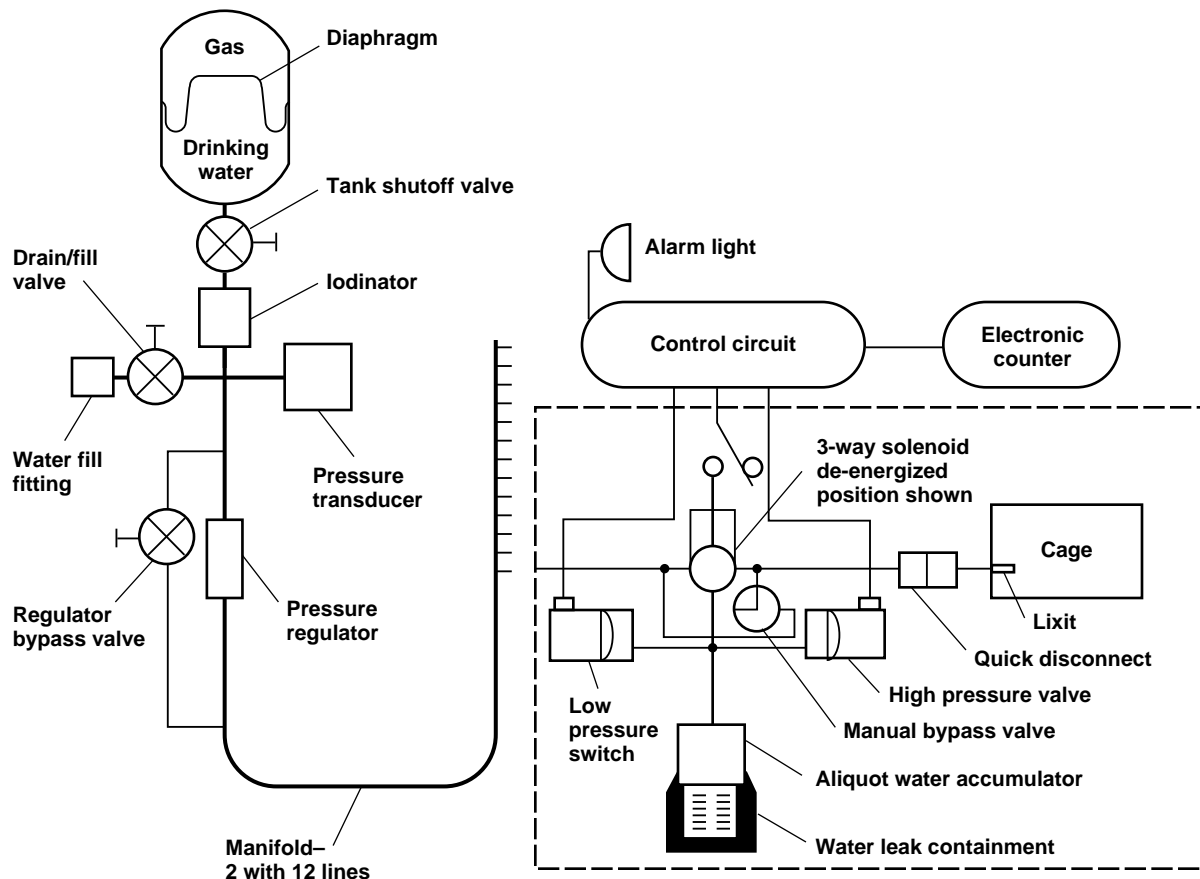 Gas
Diaphragm
Drinking
water
Tank shutoff valve
Drain/fill
valve
Iodinator
Water fill
fitting
Pressure
transducer
Regulator
bypass valve
Pressure
regulator
Manifold–
2 with 12 lines
Alarm light
Control circuit
Electronic
counter
3-way solenoid
de-energized
position shown
Cage
Lixit
Quick disconnect
High pressure valve
Low
pressure
switch
Manual bypass valve
Aliquot water accumulator
Water leak containment